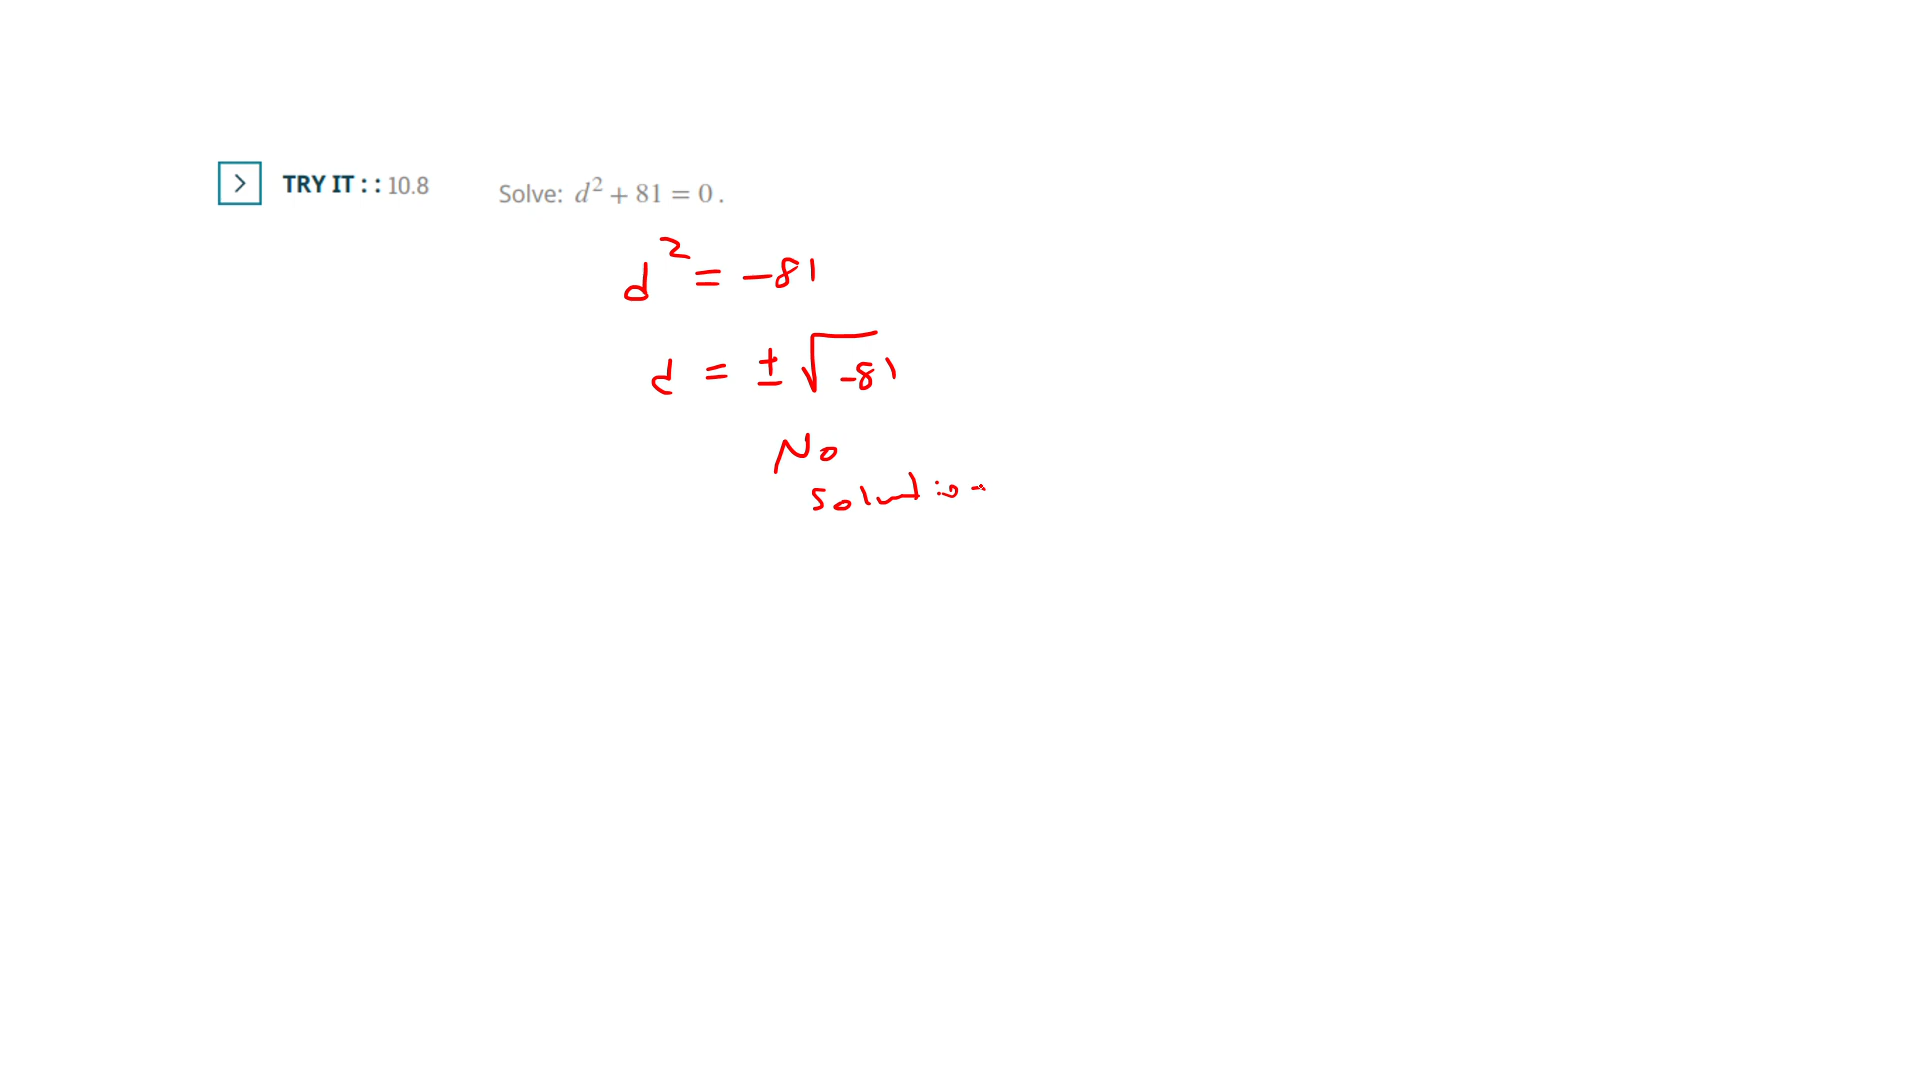 > TRY IT : : 10.8 Solve: d² + 81 = 0 .
d² = -81
d = ± √-81
No
solution